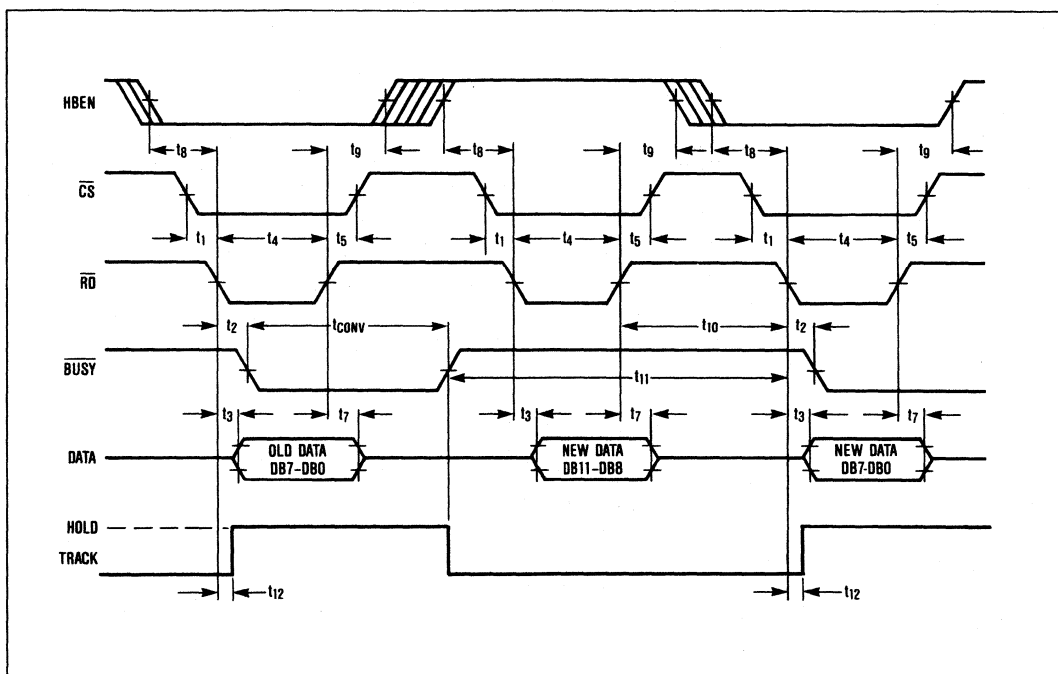 HBEN
t8 t9 t8 t9 t8 t9
CS
t1 t4 t5 t1 t4 t5 t1 t4 t5
RD
t2 tCONV t10 t2
BUSY
t11
t3 t7 t3 t7 t3 t7
DATA
OLD DATA
DB7-DB0
NEW DATA
DB11-DB8
NEW DATA
DB7-DB0
HOLD
TRACK
t12 t12